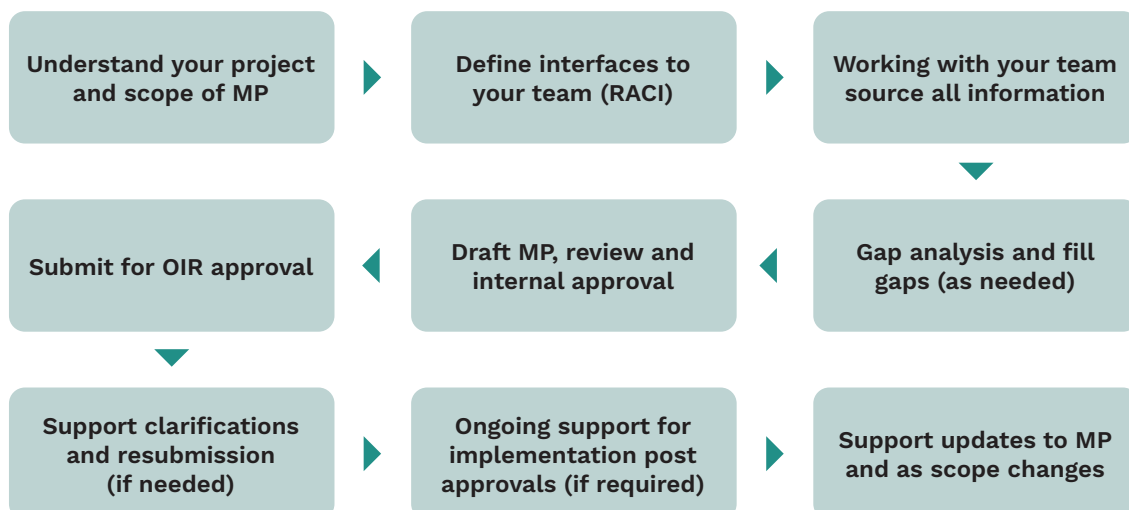 Understand your project
and scope of MP
Define interfaces to
your team (RACI)
Working with your team
source all information
Gap analysis and fill
gaps (as needed)
Draft MP, review and
internal approval
Submit for OIR approval
Support clarifications
and resubmission
(if needed)
Ongoing support for
implementation post
approvals (if required)
Support updates to MP
and as scope changes